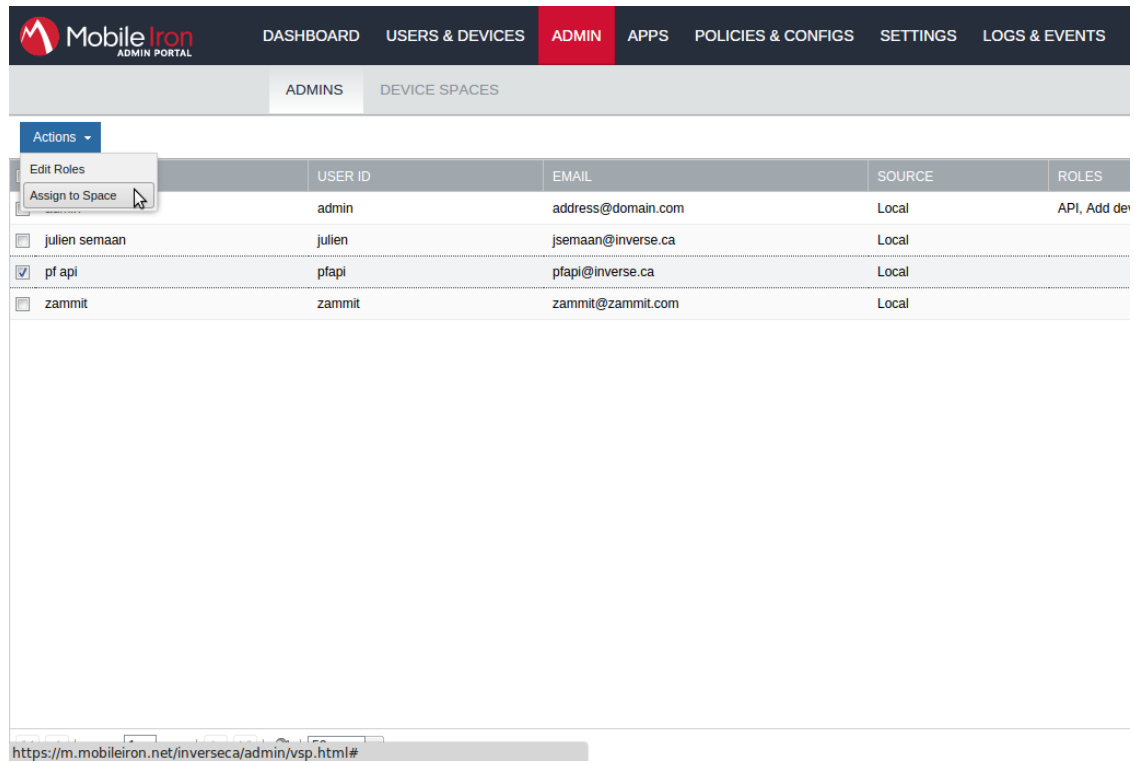 MobileIron
ADMIN PORTAL
DASHBOARD USERS & DEVICES ADMIN APPS POLICIES & CONFIGS SETTINGS LOGS & EVENTS
ADMINS DEVICE SPACES
Actions
Edit Roles
Assign to Space
USER ID EMAIL SOURCE ROLES
admin address@domain.com Local API, Add dev
julien semaan julien jsemaan@inverse.ca Local
pf api pfapi pfapi@inverse.ca Local
zammit zammit zammit@zammit.com Local
https://m.mobileiron.net/inverseca/admin/vsp.html#